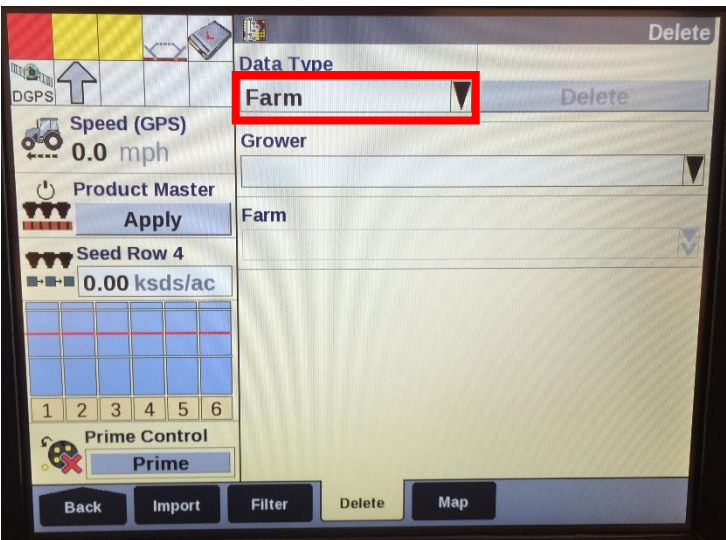 Delete
Data Type
Farm
Delete
Grower
Farm
DGPS
Speed (GPS)
0.0 mph
Product Master
Apply
Seed Row 4
0.00 ksds/ac
1 2 3 4 5 6
Prime Control
Prime
Back Import Filter Delete Map